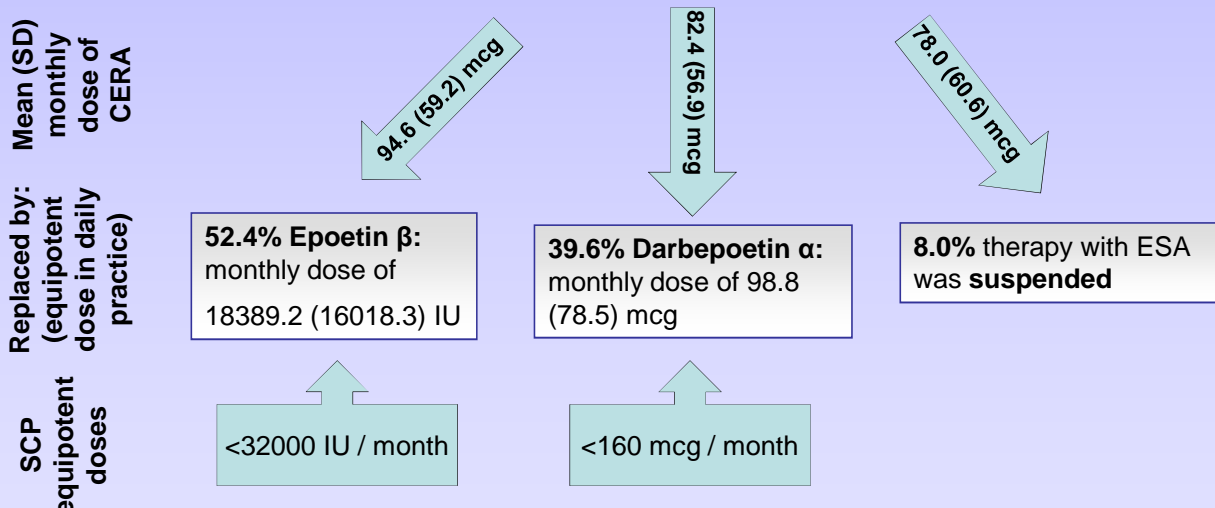 Mean (SD)
monthly
dose of
CERA
94.6 (59.2) mcg
82.4 (56.9) mcg
78.0 (60.6) mcg
Replaced by:
(equipotent
dose in daily
practice)
52.4% Epoetin β:
monthly dose of
18389.2 (16018.3) IU
39.6% Darbepoetin α:
monthly dose of 98.8
(78.5) mcg
8.0% therapy with ESA
was suspended
SCP
equipotent
doses
<32000 IU / month
<160 mcg / month